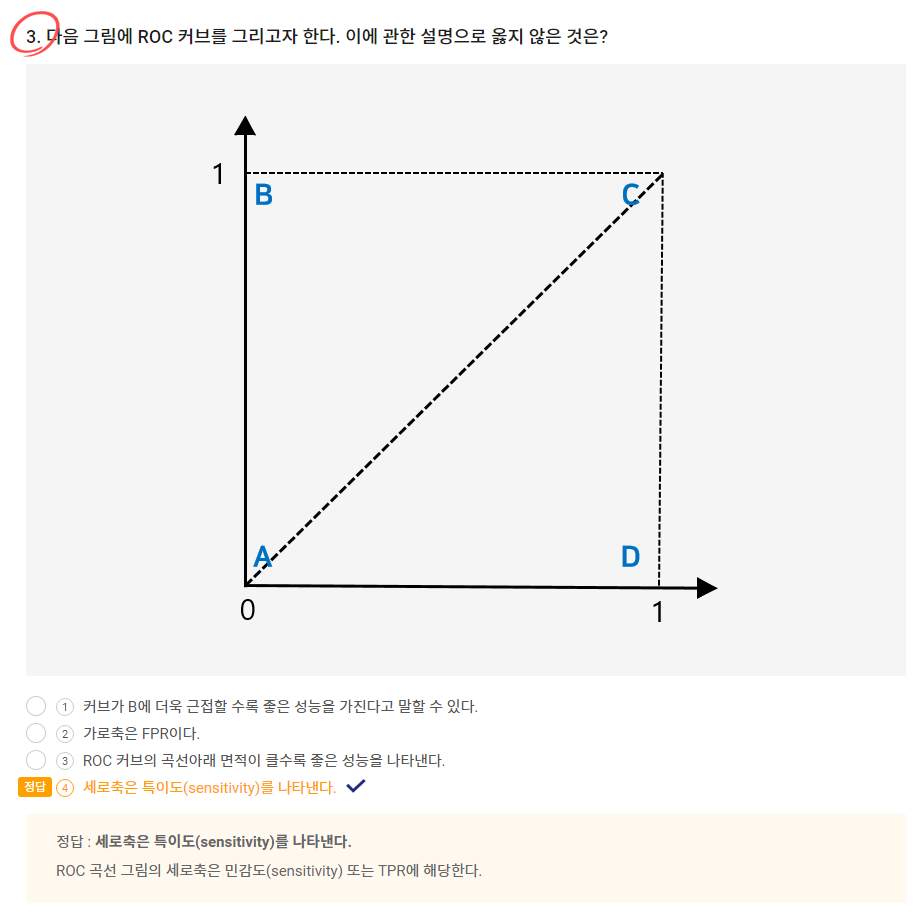 3. 다음 그림에 ROC 커브를 그리고자 한다. 이에 관한 설명으로 옳지 않은 것은?
1
B
C
A
D
0
1
1 커브가 B에 더욱 근접할 수록 좋은 성능을 가진다고 말할 수 있다.
2 가로축은 FPR이다.
3 ROC 커브의 곡선아래 면적이 클수록 좋은 성능을 나타낸다.
정답 4 세로축은 특이도(sensitivity)를 나타낸다.
정답 : 세로축은 특이도(sensitivity)를 나타낸다.
ROC 곡선 그림의 세로축은 민감도(sensitivity) 또는 TPR에 해당한다.